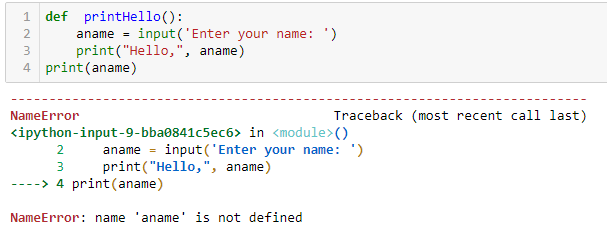 1 def  printHello():
2     aname = input('Enter your name: ')
3     print("Hello,", aname)
4 print(aname)
---------------------------------------------------------------------------
NameError                                 Traceback (most recent call last)
<ipython-input-9-bba0841c5ec6> in <module>()
      2     aname = input('Enter your name: ')
      3     print("Hello,", aname)
----> 4 print(aname)

NameError: name 'aname' is not defined